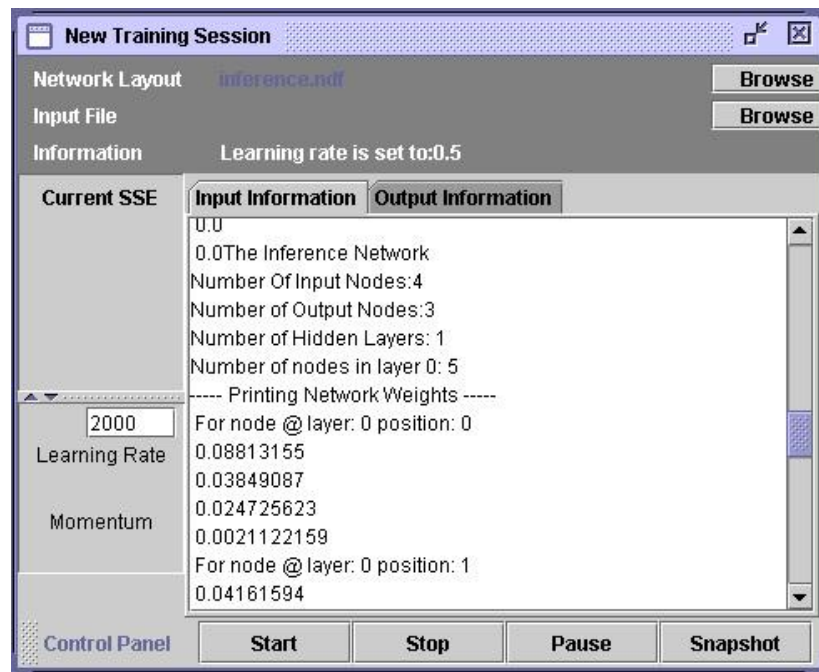 New Training Session
Network Layout inference.ndf Browse
Input File Browse
Information Learning rate is set to:0.5
Current SSE
Input Information Output Information
0.0
0.0The Inference Network
Number Of Input Nodes:4
Number of Output Nodes:3
Number of Hidden Layers: 1
Number of nodes in layer 0: 5
----- Printing Network Weights -----
For node @ layer: 0 position: 0
0.08813155
0.03849087
0.024725623
0.0021122159
For node @ layer: 0 position: 1
0.04161594
2000
Learning Rate
Momentum
Control Panel Start Stop Pause Snapshot